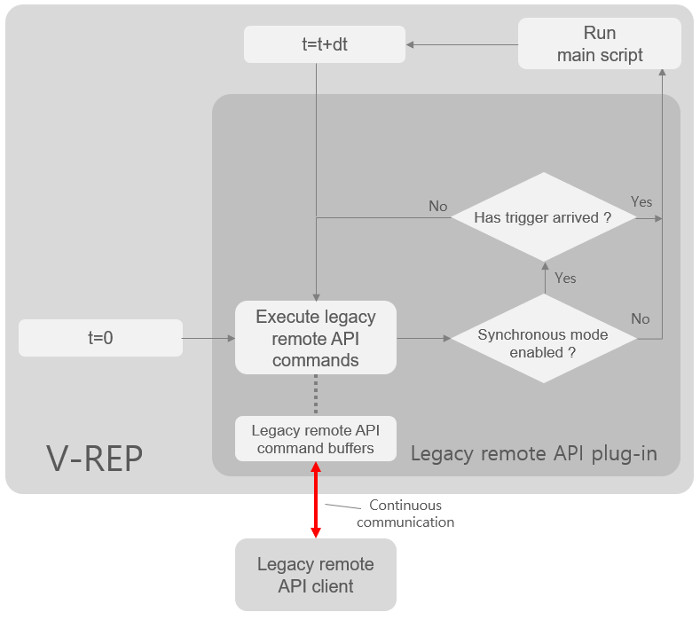 t=t+dt
Run
main script
No
Has trigger arrived ?
Yes
Yes
t=0
Execute legacy
remote API
commands
Synchronous mode
enabled ?
No
Legacy remote API
command buffers
V-REP
Legacy remote API plug-in
Continuous
communication
Legacy remote
API client